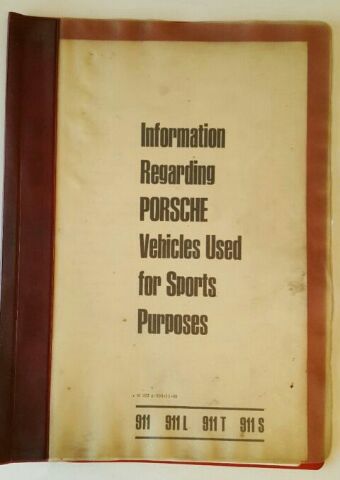 Information
Regarding
PORSCHE
Vehicles Used
for Sports
Purposes
911 911 L 911 T 911 S